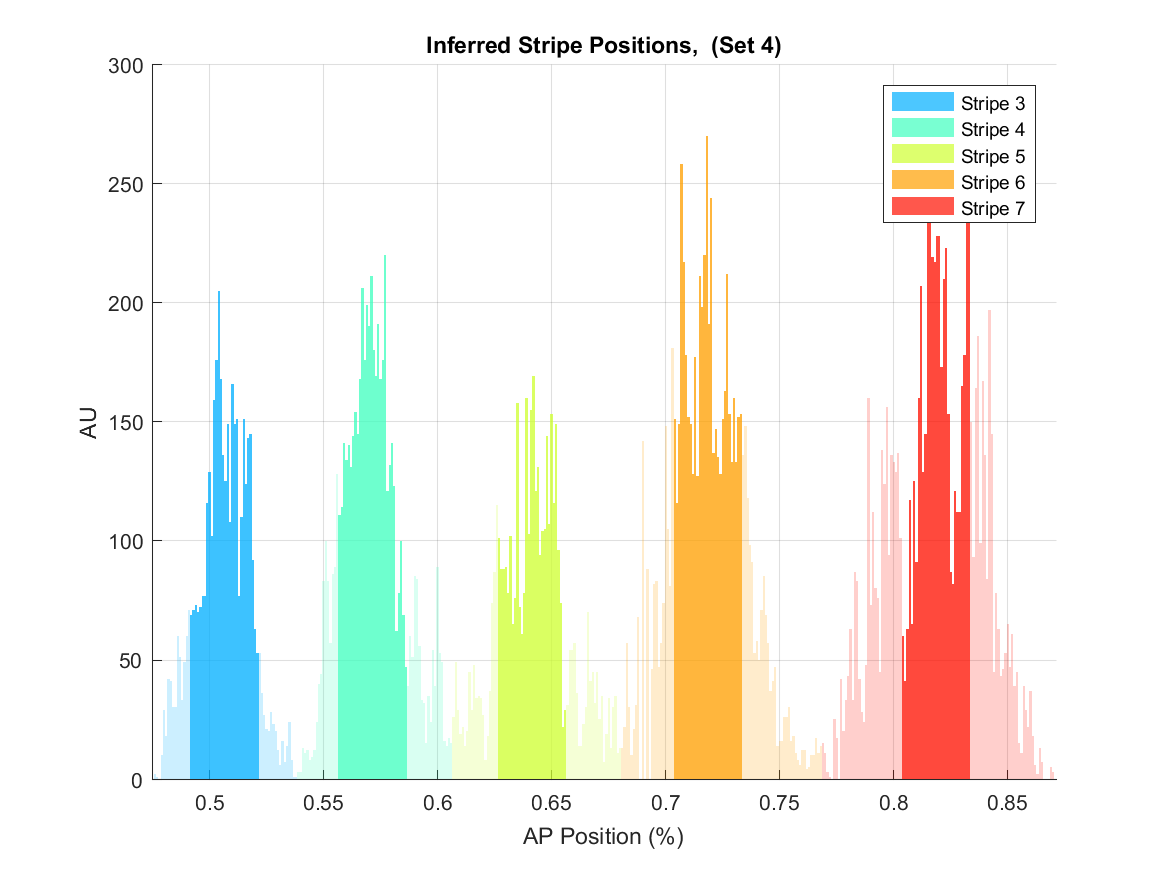 Inferred Stripe Positions,  (Set 4)
300
250
200
150
100
50
0
AU
Stripe 3
Stripe 4
Stripe 5
Stripe 6
Stripe 7
0.5 0.55 0.6 0.65 0.7 0.75 0.8 0.85
AP Position (%)